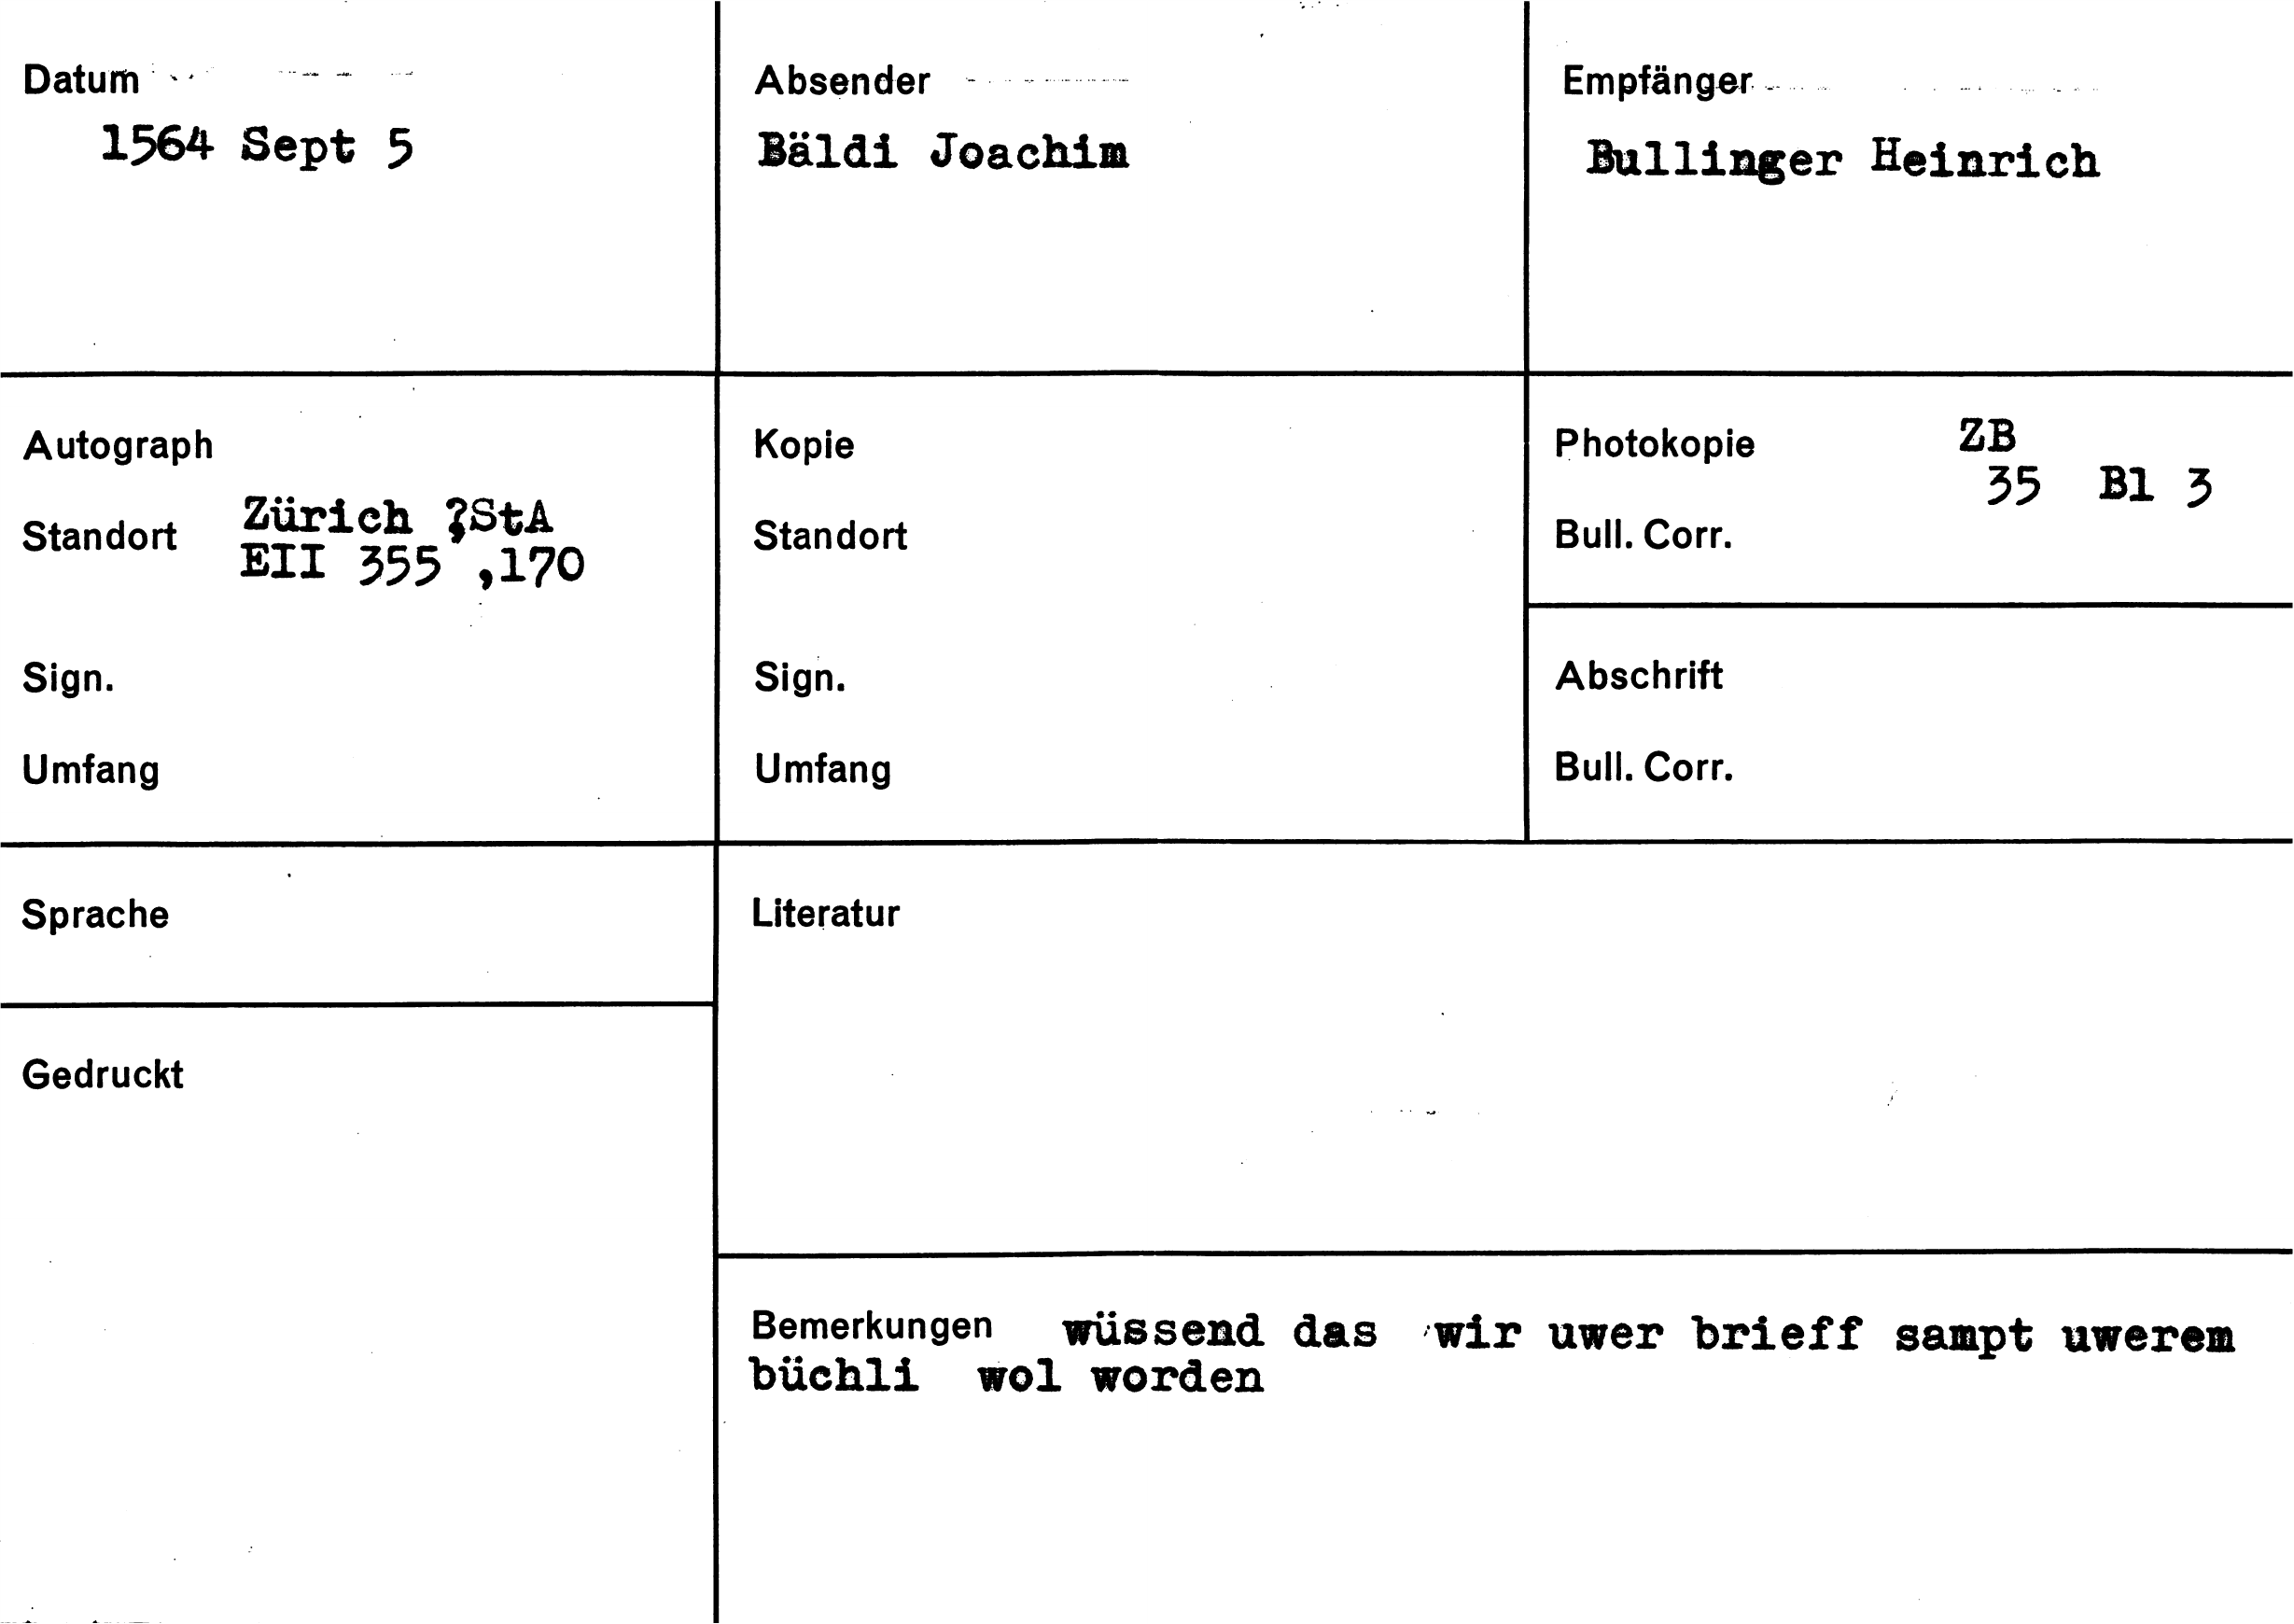 Datum
1564 Sept 5
Absender
Bäldi Joachim
Empfänger
Bullinger Heinrich
Autograph
Standort
Zürich ?StA
EII 355 ,170
Sign.
Umfang
Kopie
Standort
Sign.
Umfang
Photokopie
ZB
35 Bl 3
Bull. Corr.
Abschrift
Bull. Corr.
Sprache
Literatur
Gedruckt
Bemerkungen wüssend das wir uwer brieff sampt uwerem
büchli wol worden